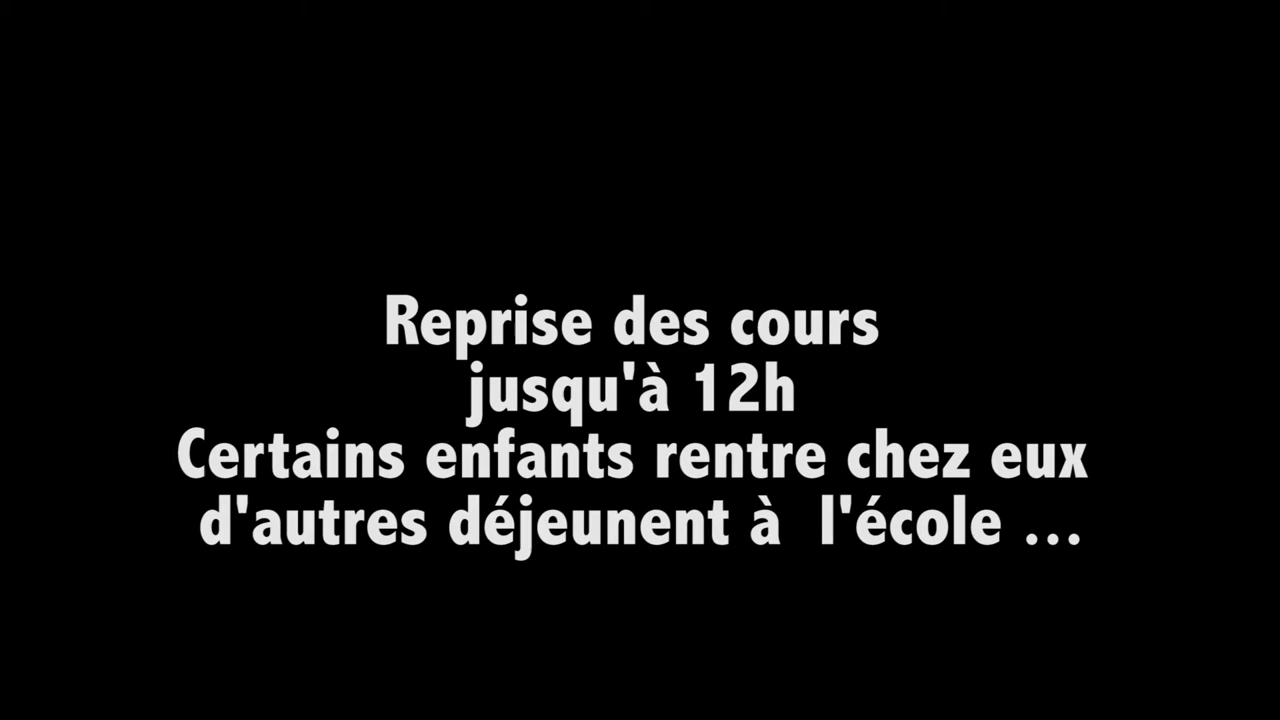 Reprise des cours
jusqu'à 12h
Certains enfants rentre chez eux
d'autres déjeunent à  l'école ...